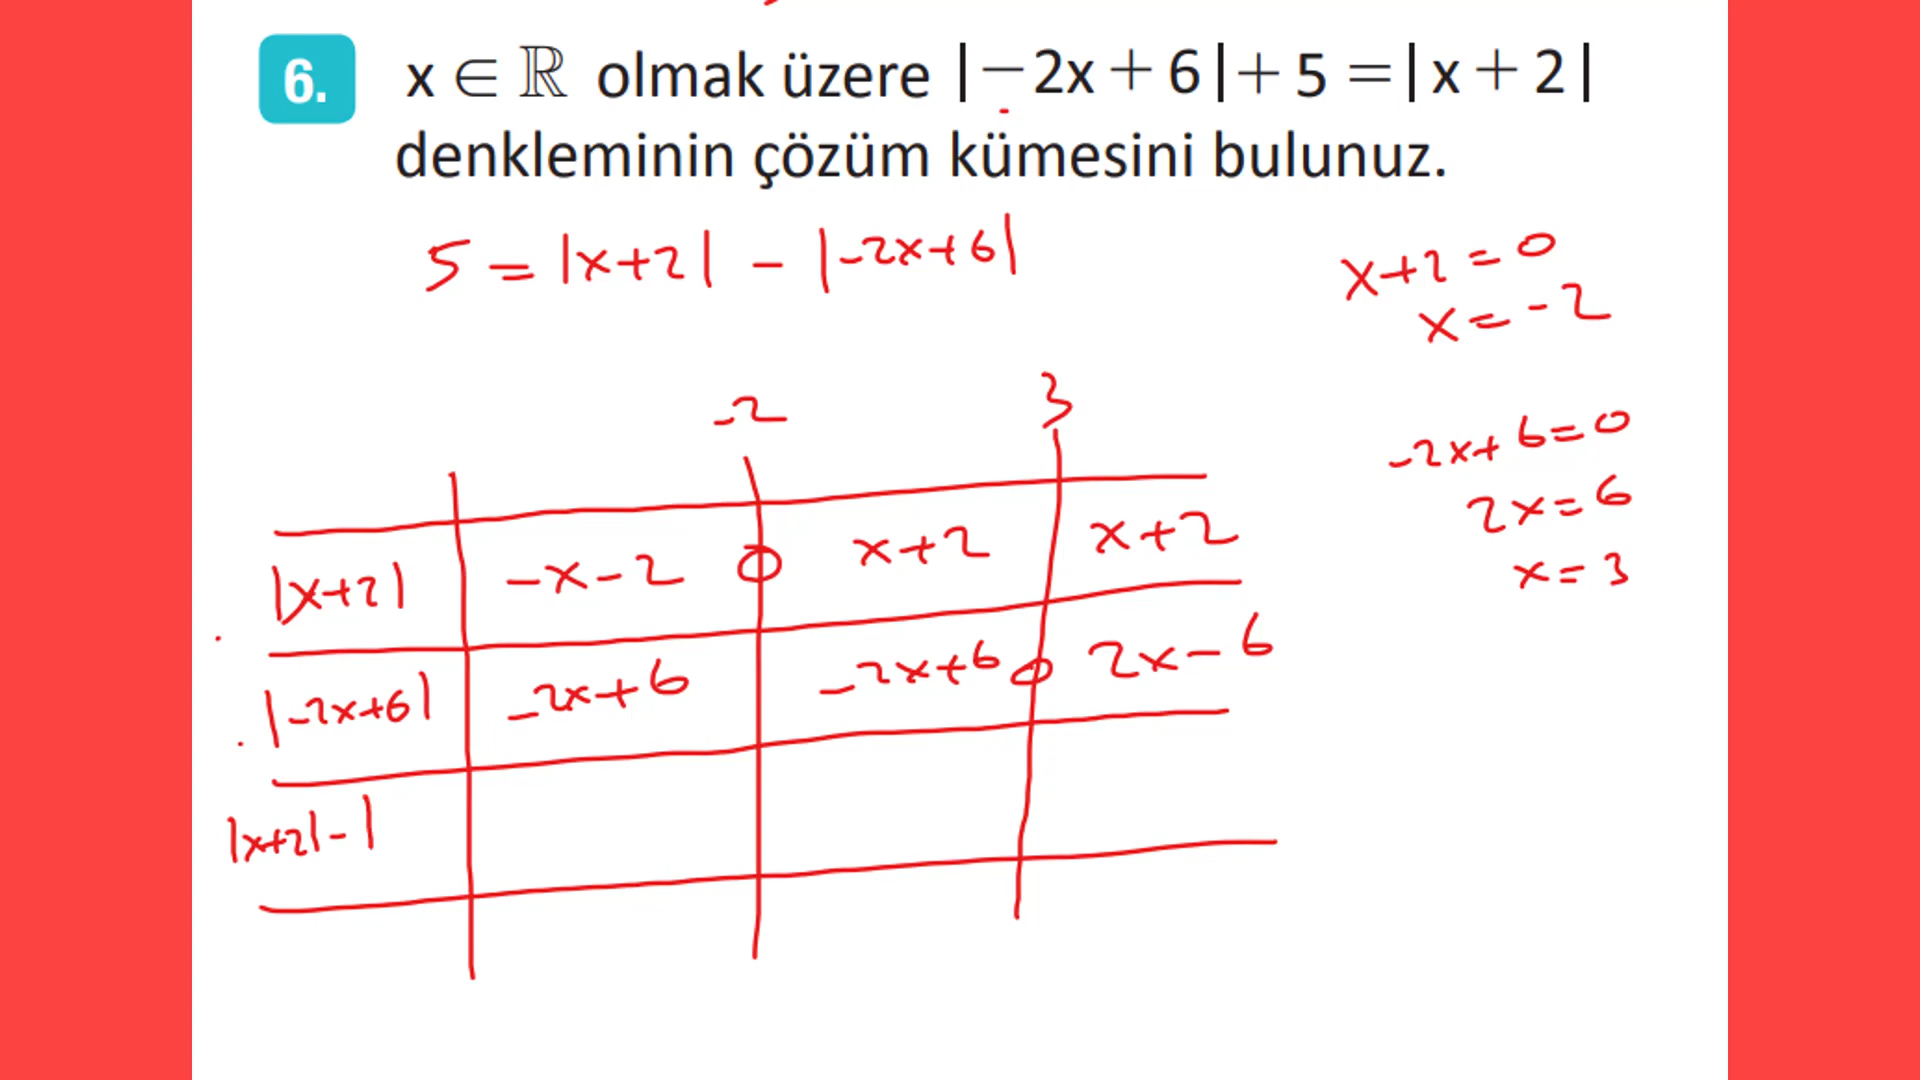 6. x ∈ ℝ olmak üzere |−2x + 6| + 5 = |x + 2|
denkleminin çözüm kümesini bulunuz.
5 = |x+2| - |-2x+6|
x+2=0
x=-2
-2x+6=0
2x=6
x=3
-2 3
|x+2| -x-2 x+2 x+2
|-2x+6| -2x+6 -2x+6 2x-6
|x+2|-|